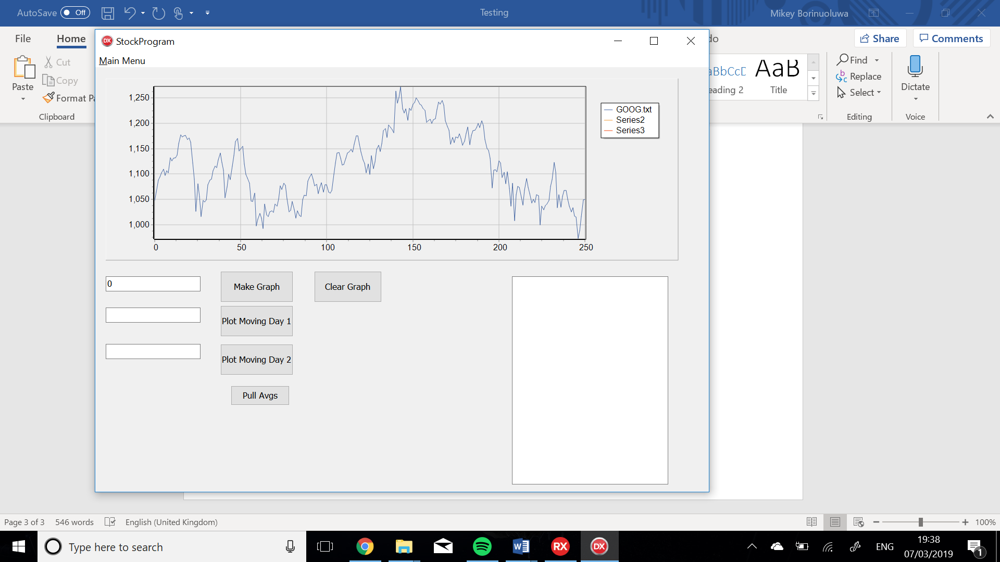 AutoSave Off
Testing
Mikey Borinuoluwa
File
Home
Share
Comments
Paste
Cut
Copy
Format
Clipboard
DX StockProgram
Main Menu
1,250
1,200
1,150
1,100
1,050
1,000
0 50 100 150 200 250
GOOG.txt
Series2
Series3
0
Make Graph
Clear Graph
Plot Moving Day 1
Plot Moving Day 2
Pull Avgs
AaB
eading 2
Title
Find
Replace
Select
Editing
Dictate
Voice
Page 3 of 3 546 words English (United Kingdom)
100%
Type here to search
RX
DX
ENG
19:38
07/03/2019
1